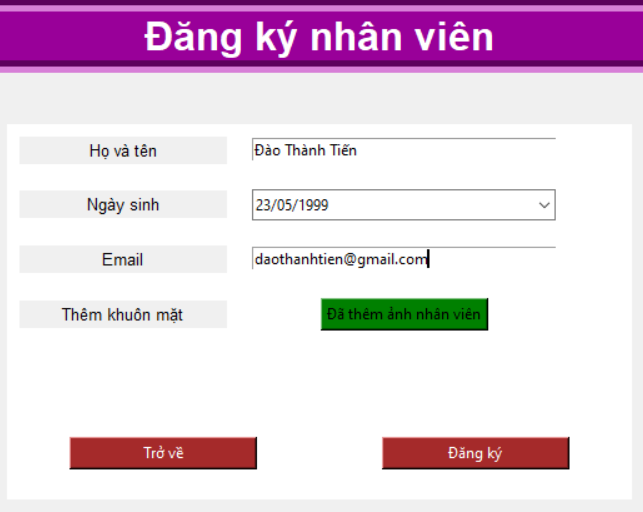 Đăng ký nhân viên
Họ và tên
Đào Thành Tiến
Ngày sinh
23/05/1999
Email
daothanhtien@gmail.com
Thêm khuôn mặt
Đã thêm ảnh nhân viên
Trở về
Đăng ký